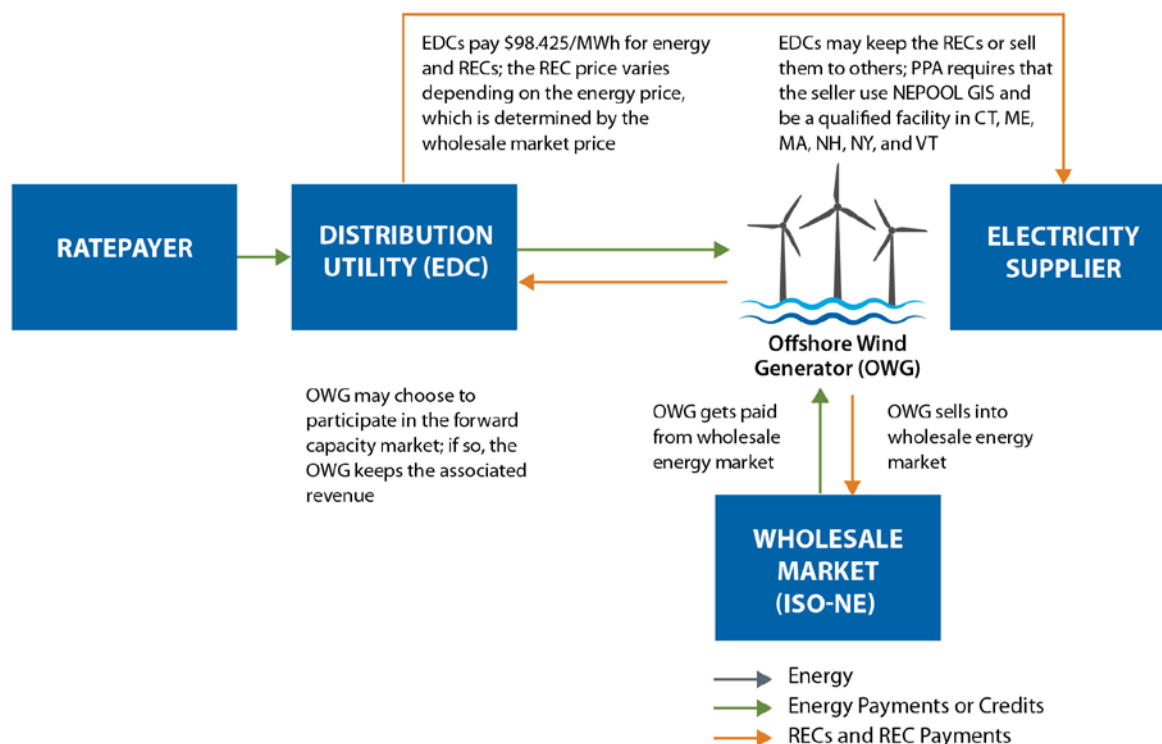 EDCs pay $98.425/MWh for energy
and RECs; the REC price varies
depending on the energy price,
which is determined by the
wholesale market price
EDCs may keep the RECs or sell
them to others; PPA requires that
the seller use NEPOOL GIS and
be a qualified facility in CT, ME,
MA, NH, NY, and VT
RATEPAYER
DISTRIBUTION
UTILITY (EDC)
ELECTRICITY
SUPPLIER
Offshore Wind
Generator (OWG)
OWG may choose to
participate in the forward
capacity market; if so, the
OWG keeps the associated
revenue
OWG gets paid
from wholesale
energy market
OWG sells into
wholesale energy
market
WHOLESALE
MARKET
(ISO-NE)
Energy
Energy Payments or Credits
RECs and REC Payments